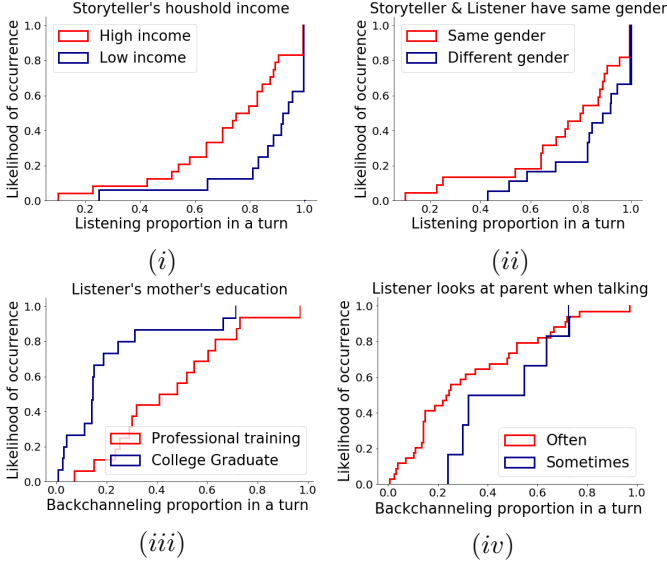 Storyteller's houshold income
Likelihood of occurrence
1.0
0.8
0.6
0.4
0.2
0.0
High income
Low income
0.2 0.4 0.6 0.8 1.0
Listening proportion in a turn
(i)
Storyteller & Listener have same gender
Likelihood of occurrence
1.0
0.8
0.6
0.4
0.2
0.0
Same gender
Different gender
0.2 0.4 0.6 0.8 1.0
Listening proportion in a turn
(ii)
Listener's mother's education
Likelihood of occurrence
1.0
0.8
0.6
0.4
0.2
0.0
Professional training
College Graduate
0.0 0.2 0.4 0.6 0.8 1.0
Backchanneling proportion in a turn
(iii)
Listener looks at parent when talking
Likelihood of occurrence
1.0
0.8
0.6
0.4
0.2
0.0
Often
Sometimes
0.0 0.2 0.4 0.6 0.8 1.0
Backchanneling proportion in a turn
(iv)